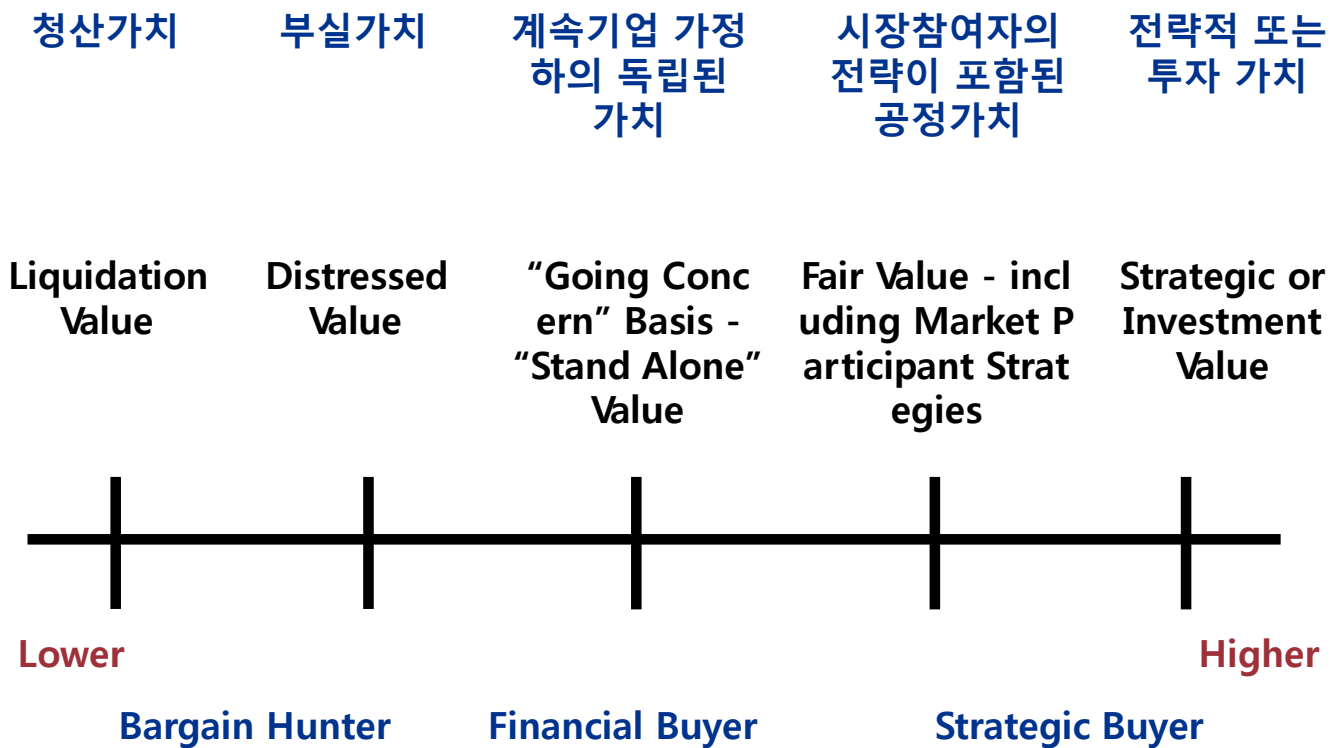 청산가치
부실가치
계속기업 가정
하의 독립된
가치
시장참여자의
전략이 포함된
공정가치
전략적 또는
투자 가치
Liquidation
Value
Distressed
Value
“Going Conc
ern” Basis -
“Stand Alone”
Value
Fair Value - incl
uding Market P
articipant Strat
egies
Strategic or
Investment
Value
Lower
Higher
Bargain Hunter
Financial Buyer
Strategic Buyer